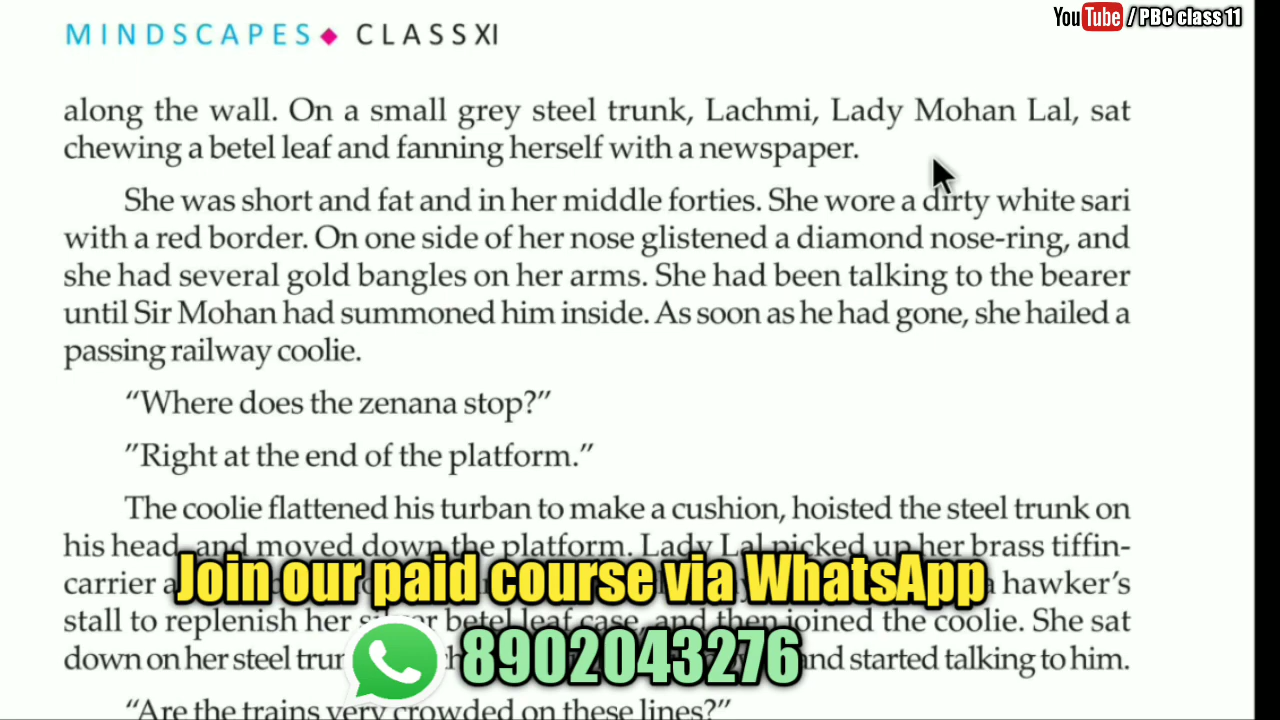 MINDSCAPES◆ CLASS XI
YouTube / PBC class 11
along the wall. On a small grey steel trunk, Lachmi, Lady Mohan Lal, sat
chewing a betel leaf and fanning herself with a newspaper.
She was short and fat and in her middle forties. She wore a dirty white sari
with a red border. On one side of her nose glistened a diamond nose-ring, and
she had several gold bangles on her arms. She had been talking to the bearer
until Sir Mohan had summoned him inside. As soon as he had gone, she hailed a
passing railway coolie.
“Where does the zenana stop?”
”Right at the end of the platform.”
The coolie flattened his turban to make a cushion, hoisted the steel trunk on
his head, and moved down the platform. Lady Lal picked up her brass tiffin-
carrier a hawker’s
stall to replenish her silver betel leaf case, and then joined the coolie. She sat
down on her steel and started talking to him.
Join our paid course via WhatsApp
8902043276
“Are the trains very crowded on these lines?”